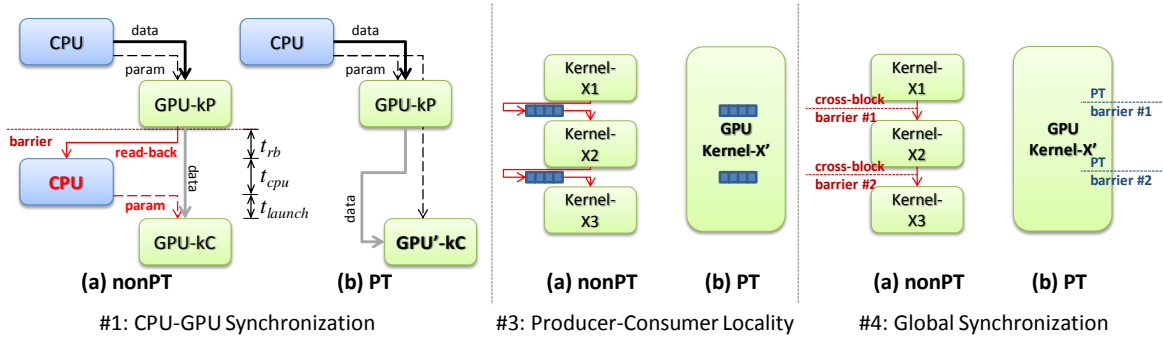 CPU
data
param
GPU-kP
barrier
read-back
CPU
data
param
GPU-kC
t_rb
t_cpu
t_launch
(a) nonPT
CPU
data
param
GPU-kP
data
GPU'-kC
(b) PT
#1: CPU-GPU Synchronization
Kernel-
X1
Kernel-
X2
Kernel-
X3
(a) nonPT
GPU
Kernel-X'
(b) PT
#3: Producer-Consumer Locality
Kernel-
X1
cross-block
barrier #1
Kernel-
X2
cross-block
barrier #2
Kernel-
X3
(a) nonPT
GPU
Kernel-X'
PT
barrier #1
PT
barrier #2
(b) PT
#4: Global Synchronization